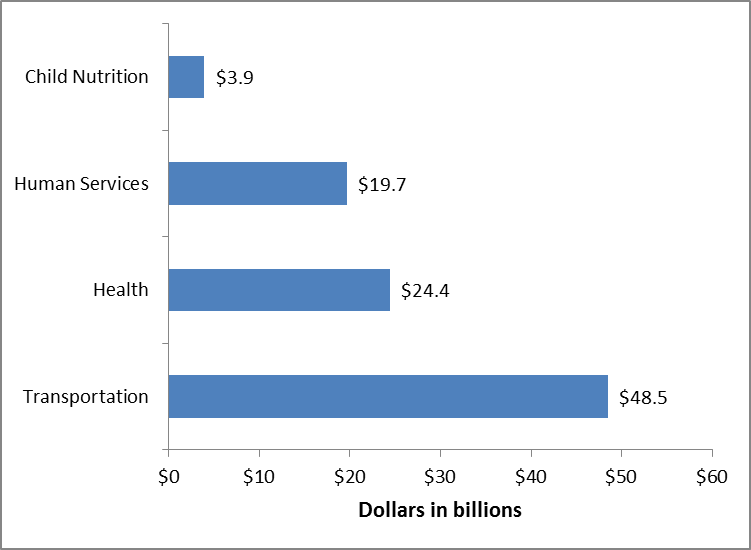 Child Nutrition $3.9
Human Services $19.7
Health $24.4
Transportation $48.5
$0 $10 $20 $30 $40 $50 $60
Dollars in billions